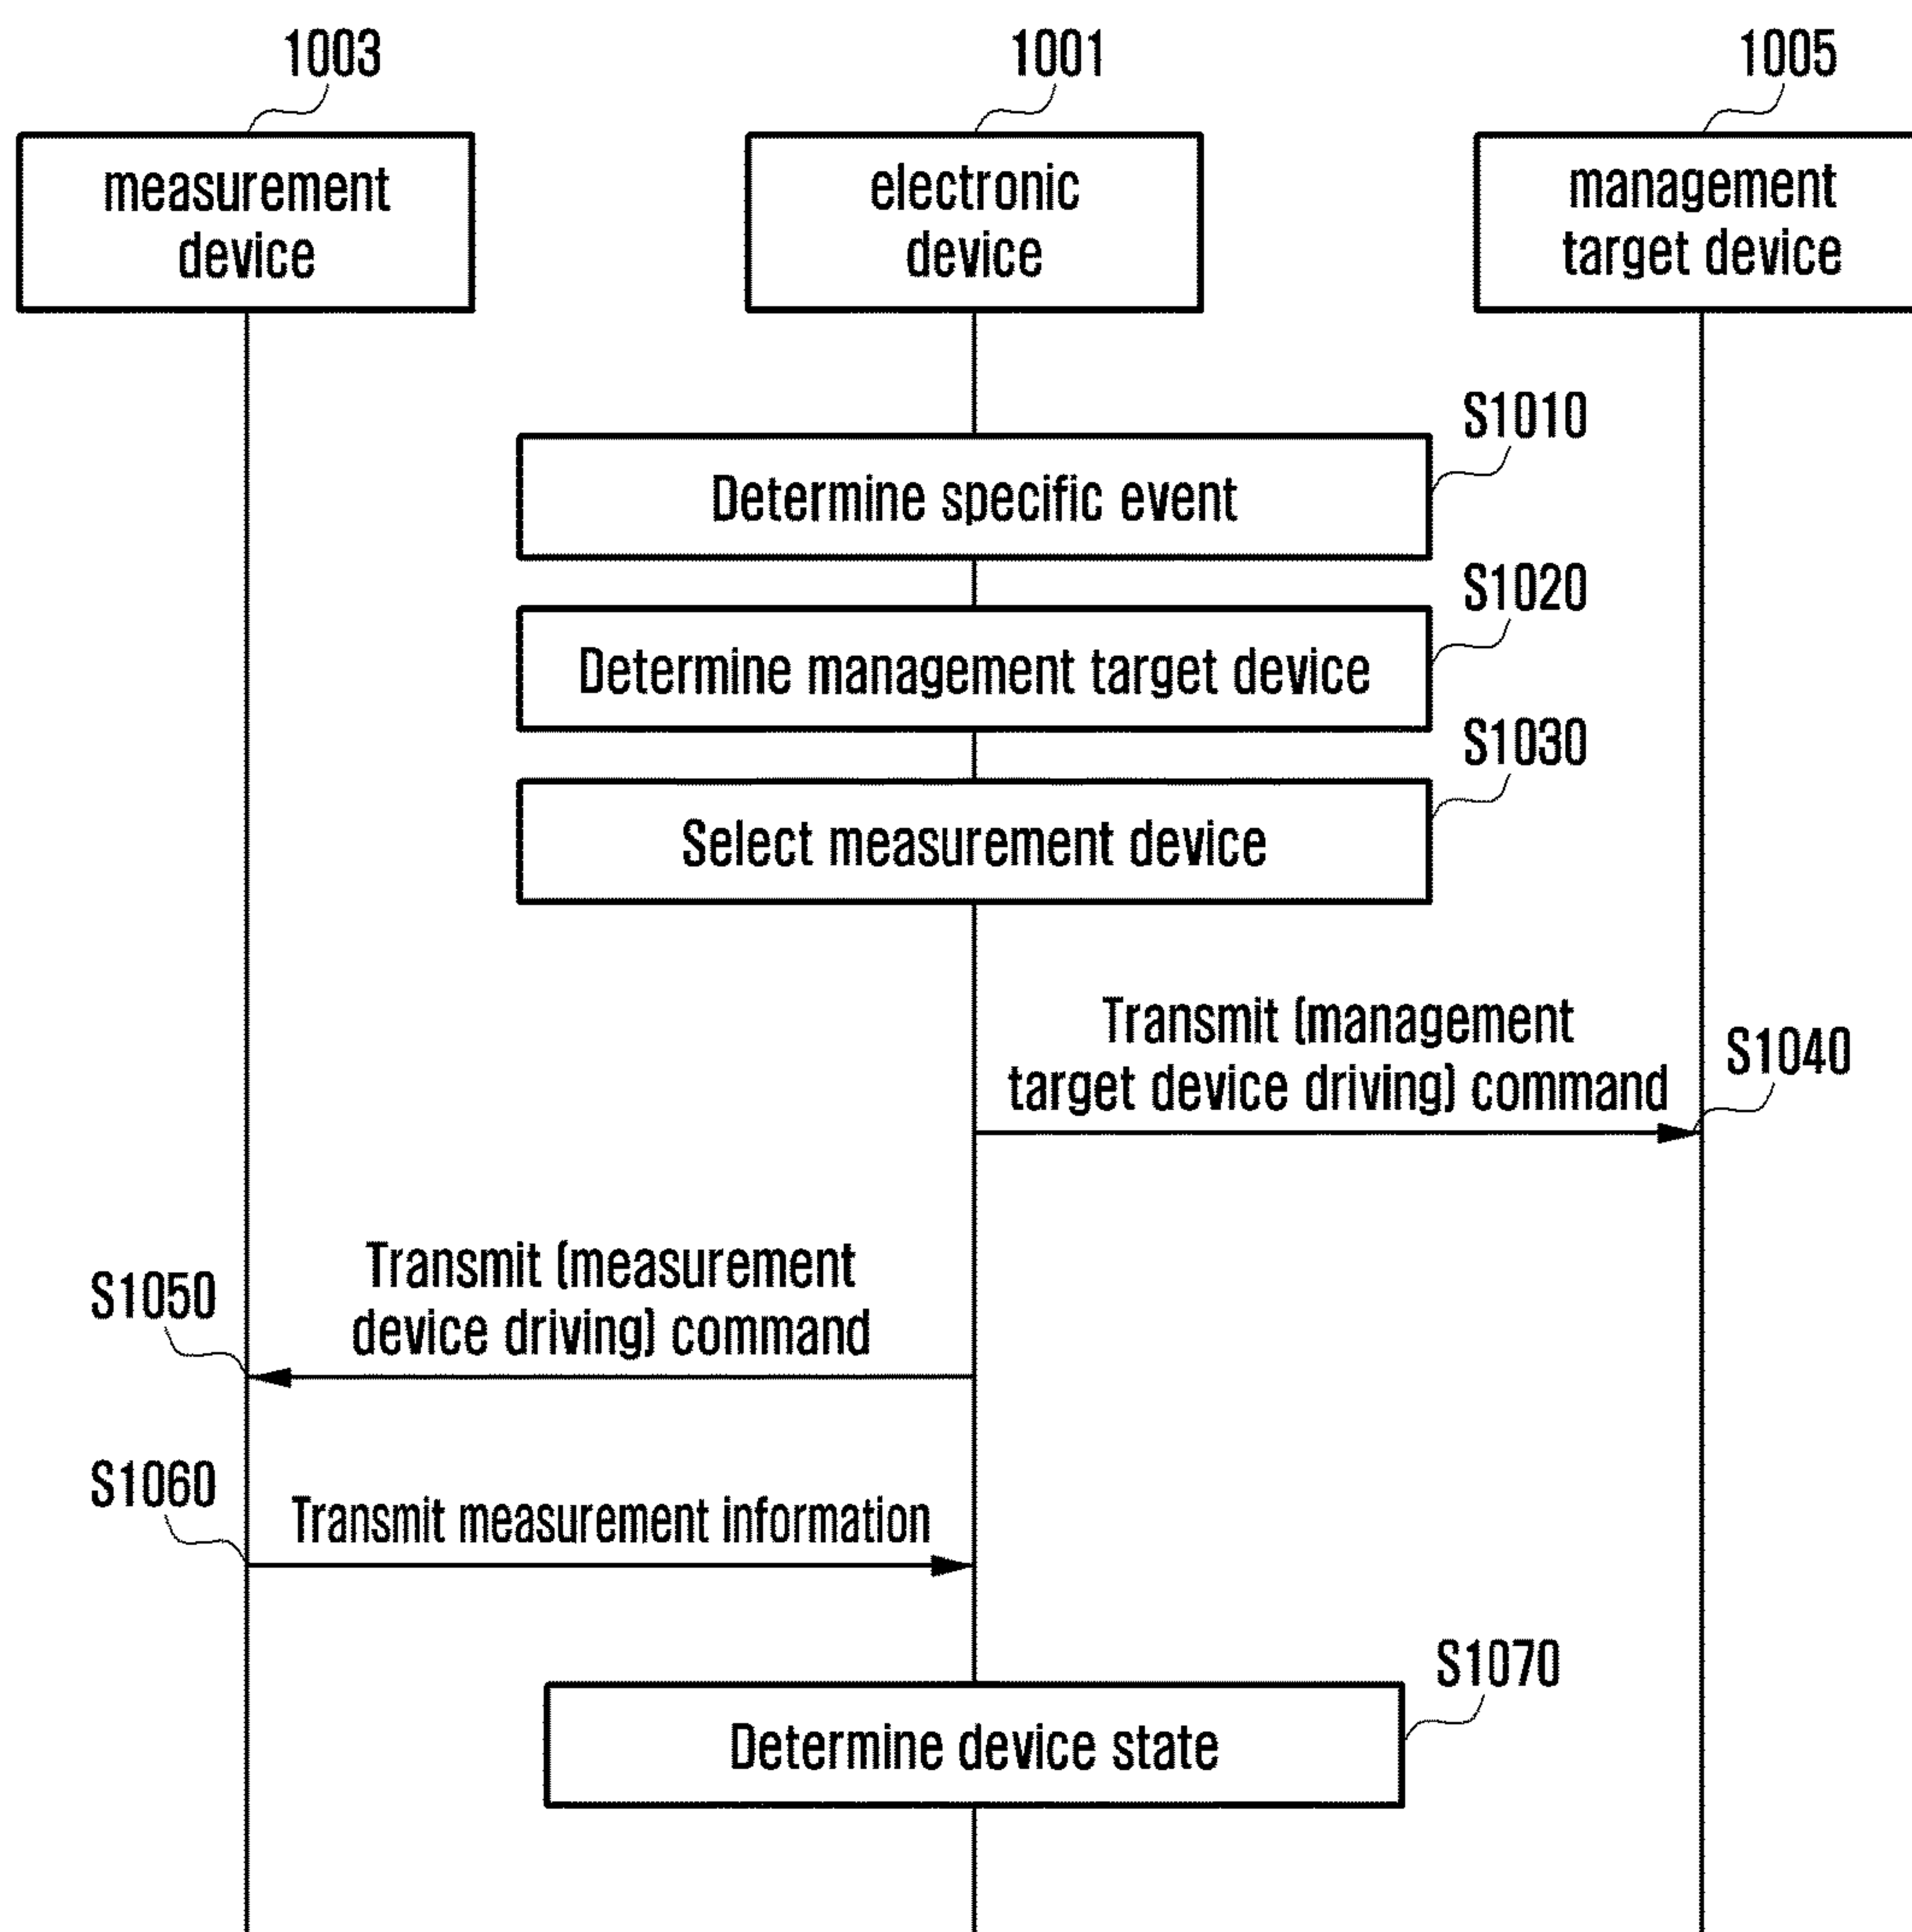 1003
1001
1005
measurement
device
electronic
device
management
target device
S1010
Determine specific event
S1020
Determine management target device
S1030
Select measurement device
Transmit (management
target device driving) command
S1040
Transmit (measurement
device driving) command
S1050
S1060
Transmit measurement information
S1070
Determine device state